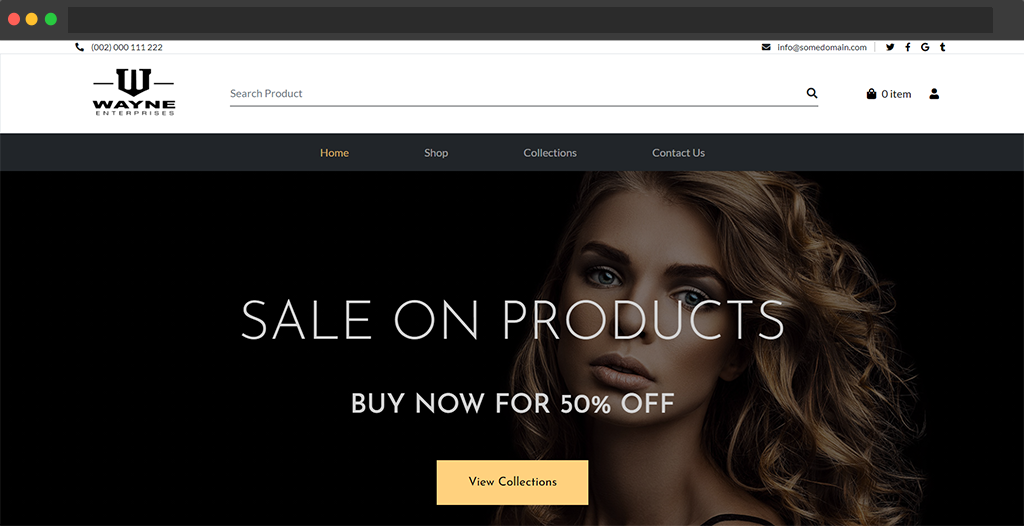 (002) 000 111 222
info@somedomain.com
WAYNE
ENTERPRISES
Search Product
0 item
Home
Shop
Collections
Contact Us
SALE ON PRODUCTS
BUY NOW FOR 50% OFF
View Collections